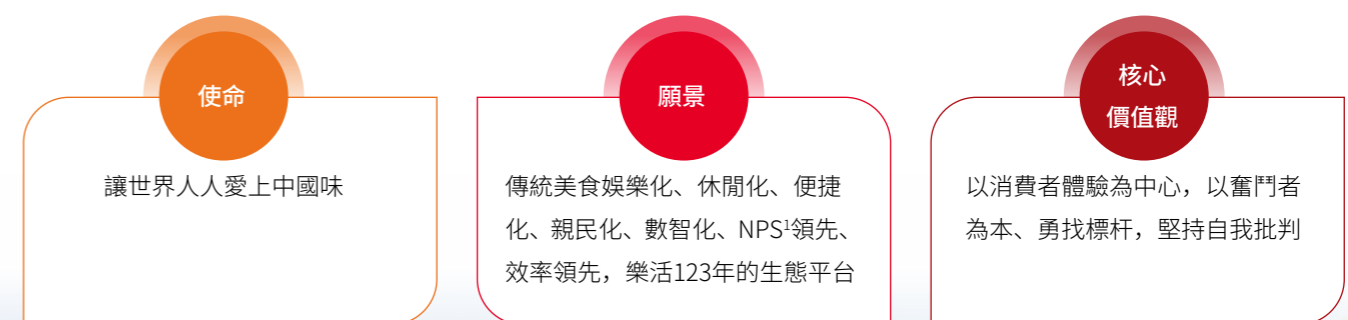 使命
讓世界人人愛上中國味
願景
傳統美食娛樂化、休閒化、便捷
化、親民化、數智化、NPS¹領先、
效率領先，樂活123年的生態平台
核心
價值觀
以消費者體驗為中心，以奮鬥者
為本、勇找標杆，堅持自我批判